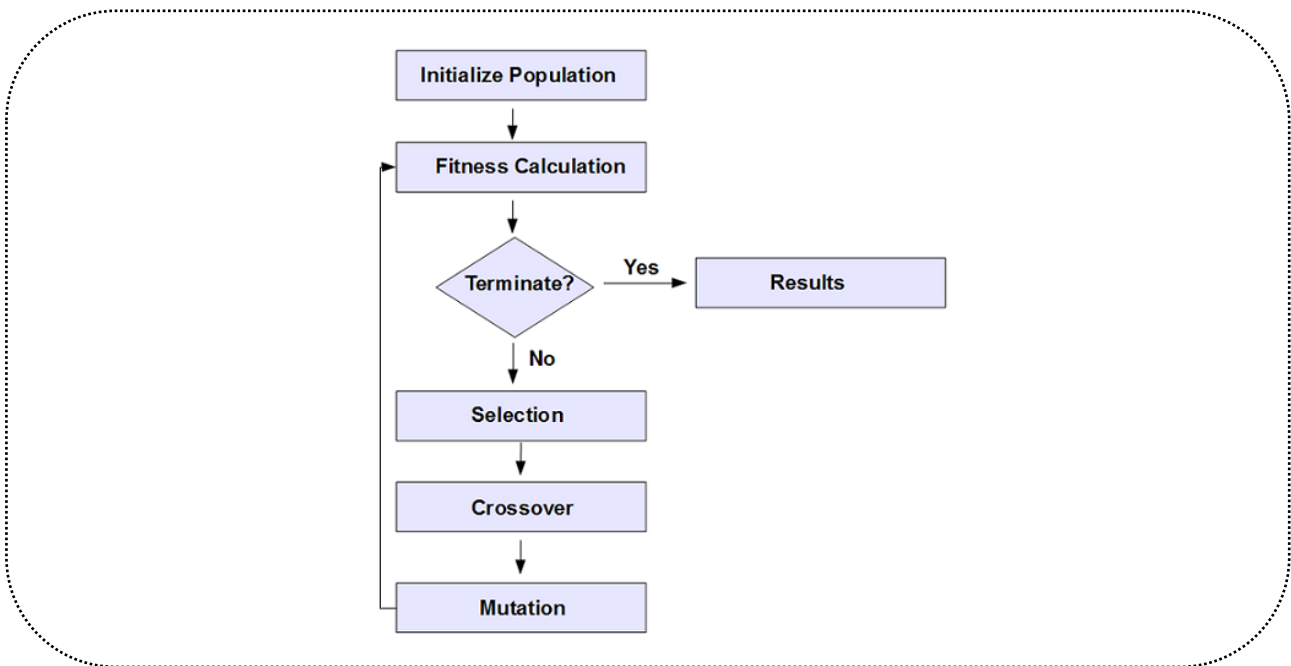 Initialize Population
Fitness Calculation
Terminate?
Yes
Results
No
Selection
Crossover
Mutation